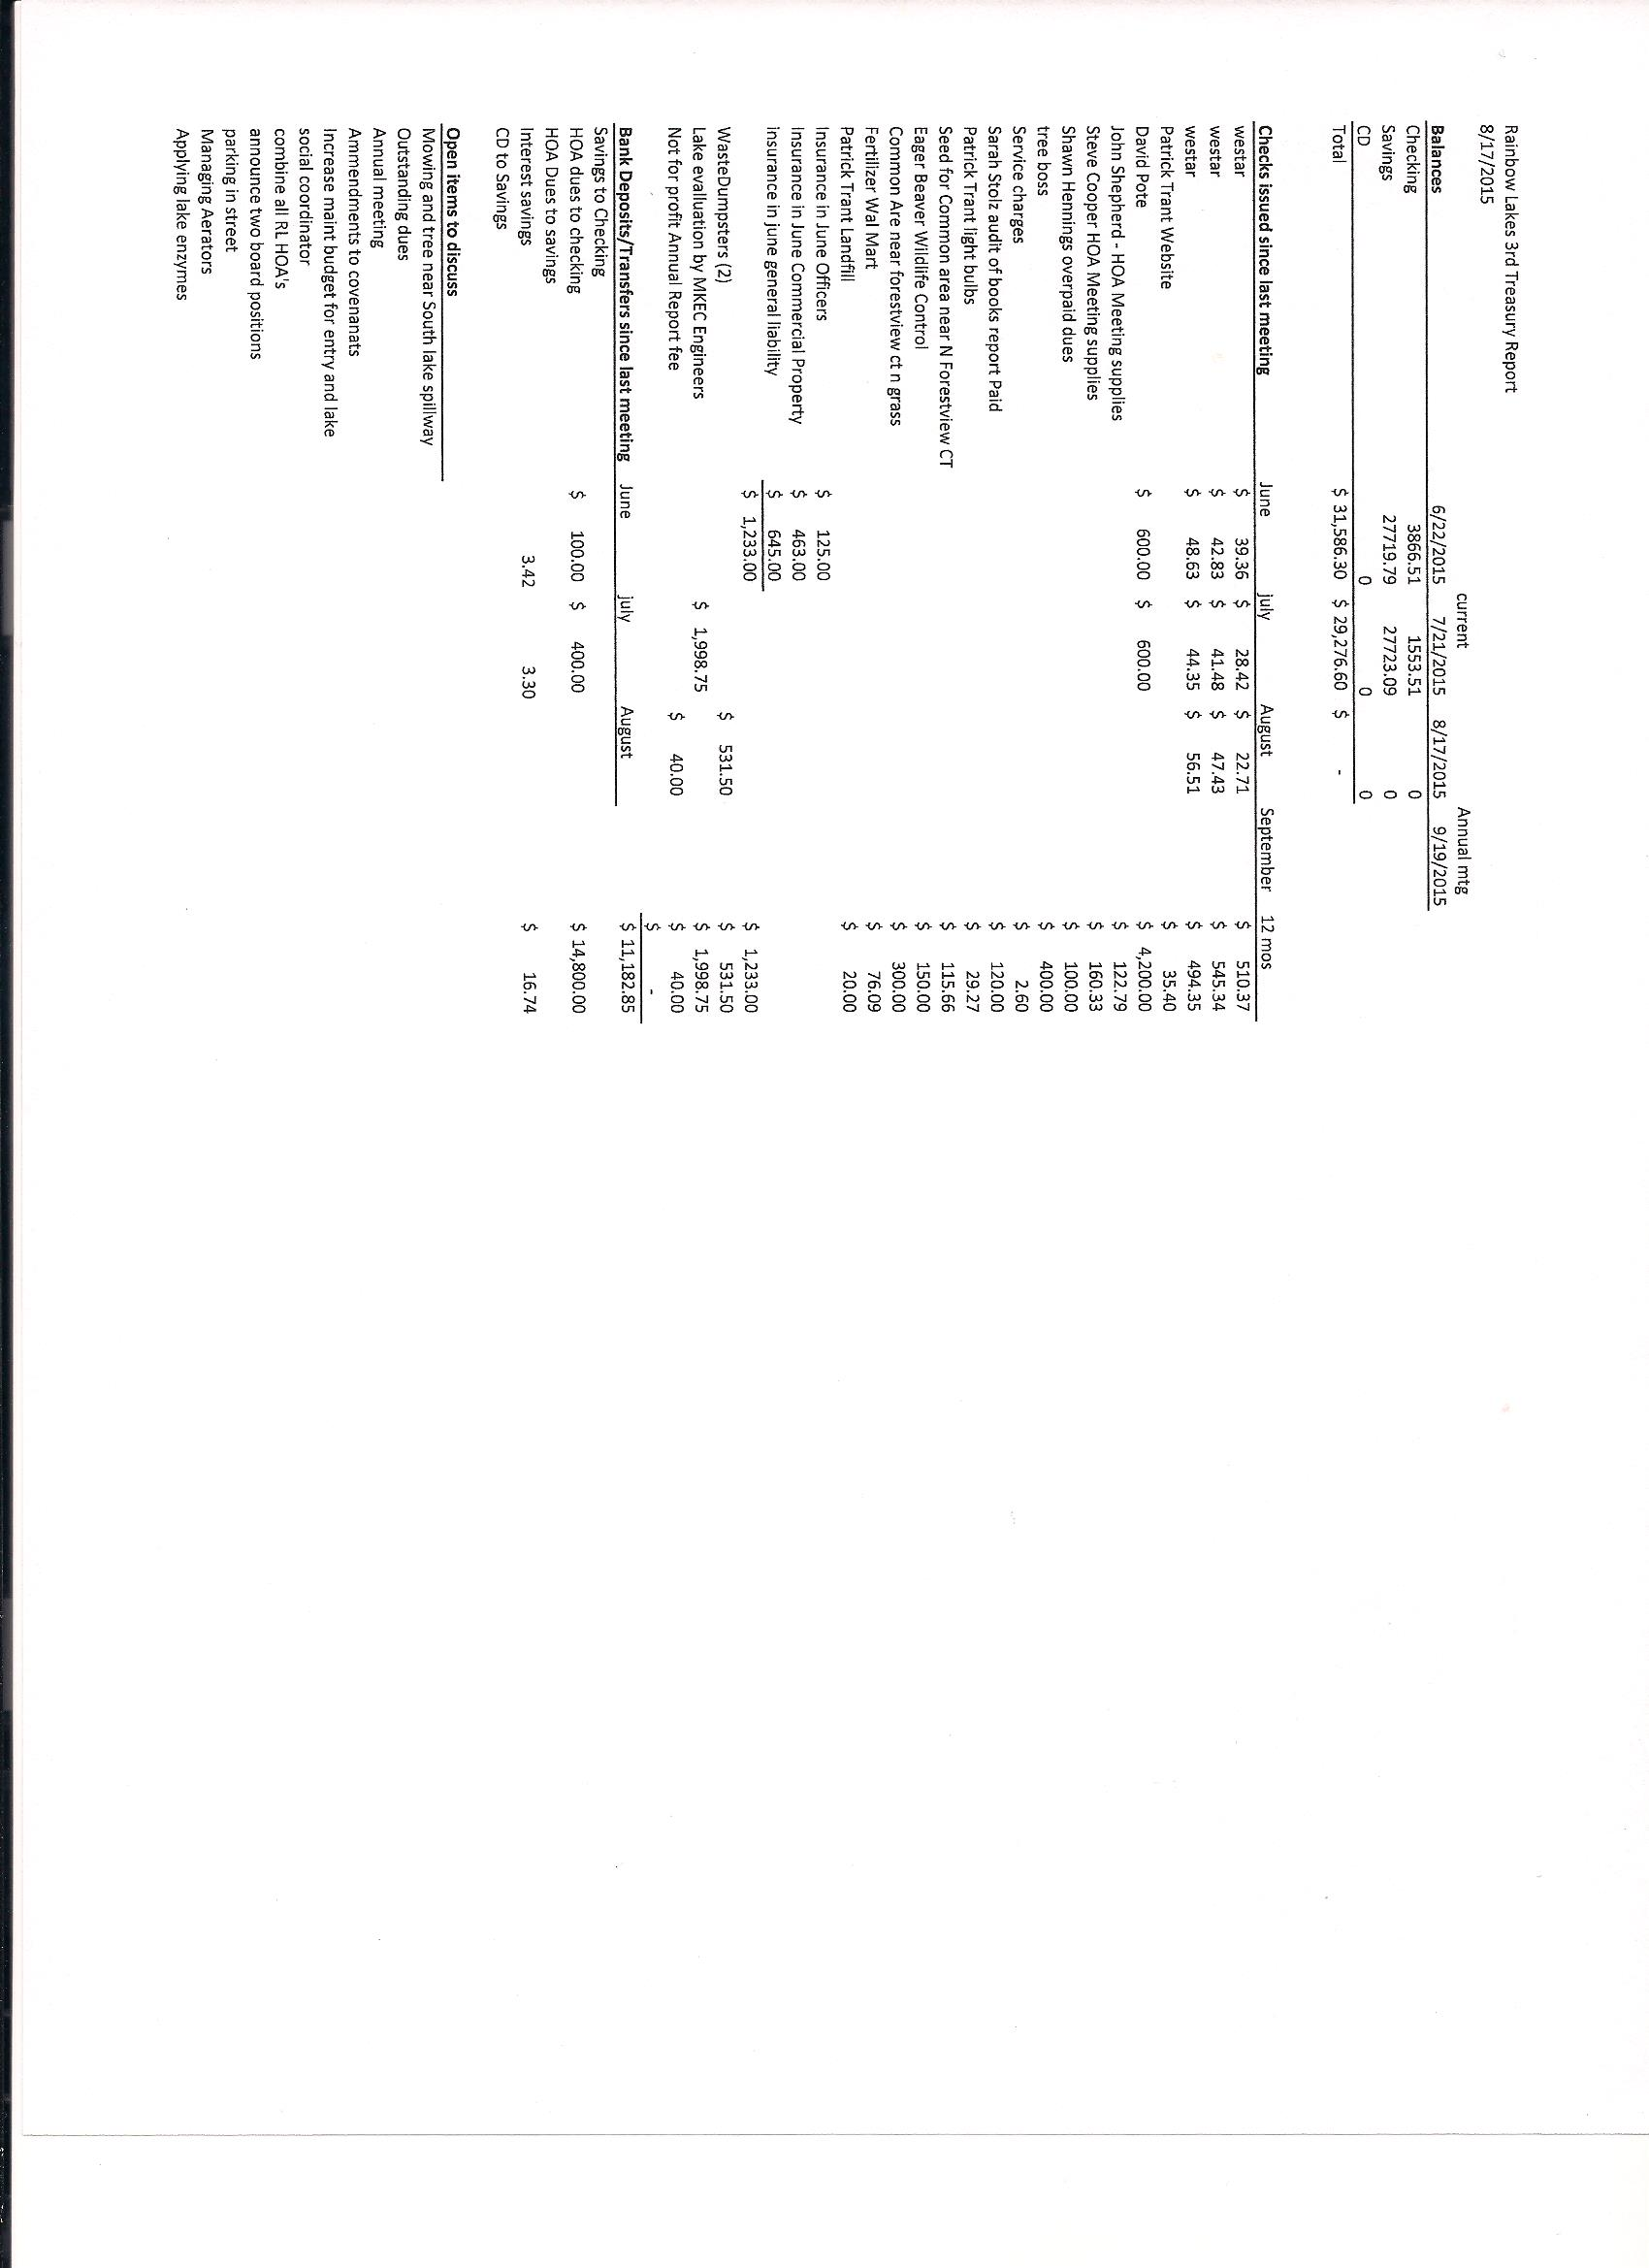 Rainbow Lakes 3rd Treasury Report
8/17/2015
current Annual mtg
Balances 6/22/2015 7/21/2015 8/17/2015 9/19/2015
Checking 3866.51 1553.51 0
Savings 27719.79 27723.09 0
CD 0 0 0
Total $ 31,586.30 $ 29,276.60 $ -
Checks issued since last meeting June july August September 12 mos
westar $ 39.36 $ 28.42 $ 22.71 $ 510.37
westar $ 42.83 $ 41.48 $ 47.43 $ 545.34
westar $ 48.63 $ 44.35 $ 56.51 $ 494.35
Patrick Trant Website $ 35.40
David Pote $ 600.00 $ 600.00 $ 4,200.00
John Shepherd - HOA Meeting supplies $ 122.79
Steve Cooper HOA Meeting supplies $ 160.33
Shawn Hennings overpaid dues $ 100.00
tree boss $ 400.00
Service charges $ 2.60
Sarah Stolz audit of books report Paid $ 120.00
Patrick Trant light bulbs $ 29.27
Seed for Common area near N Forestview CT $ 115.66
Eager Beaver Wildlife Control $ 150.00
Common Are near forestview ct n grass $ 300.00
Fertilizer Wal Mart $ 76.09
Patrick Trant Landfill $ 20.00
Insurance in June Officers $ 125.00
Insurance in June Commercial Property $ 463.00
insurance in june general liability $ 645.00
$ 1,233.00 $ 1,233.00
WasteDumpsters (2) $ 531.50 $ 531.50
Lake evalluation by MKEC Engineers $ 1,998.75 $ 1,998.75
Not for profit Annual Report fee $ 40.00 $ 40.00
$ -
Bank Deposits/Transfers since last meeting June july August $ 11,182.85
Savings to Checking
HOA dues to checking $ 100.00 $ 400.00 $ 14,800.00
HOA Dues to savings
Interest savings 3.42 3.30 $ 16.74
CD to Savings
Open items to discuss
Mowing and tree near South lake spillway
Outstanding dues
Annual meeting
Ammendments to covenanats
Increase maint budget for entry and lake
social coordinator
combine all RL HOA's
announce two board positions
parking in street
Managing Aerators
Applying lake enzymes